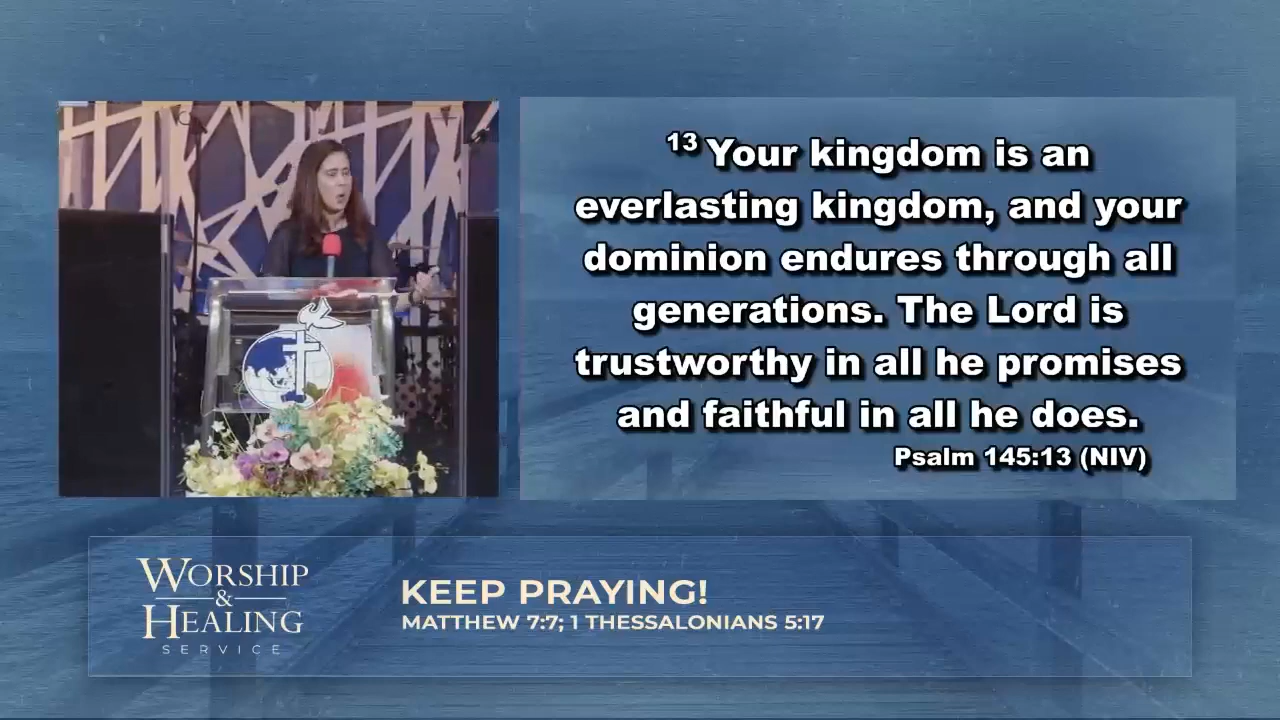 13 Your kingdom is an
everlasting kingdom, and your
dominion endures through all
generations. The Lord is
trustworthy in all he promises
and faithful in all he does.
Psalm 145:13 (NIV)
WORSHIP
&
HEALING
SERVICE
KEEP PRAYING!
MATTHEW 7:7; 1 THESSALONIANS 5:17